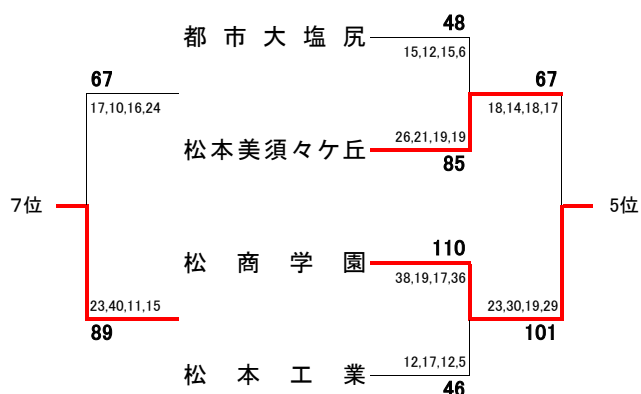 48
都市大塩尻
15,12,15,6
67
67
17,10,16,24
18,14,18,17
26,21,19,19
松本美須々ケ丘
85
7位
5位
110
松商学園
38,19,17,36
23,40,11,15
23,30,19,29
89
101
12,17,12,5
松本工業
46